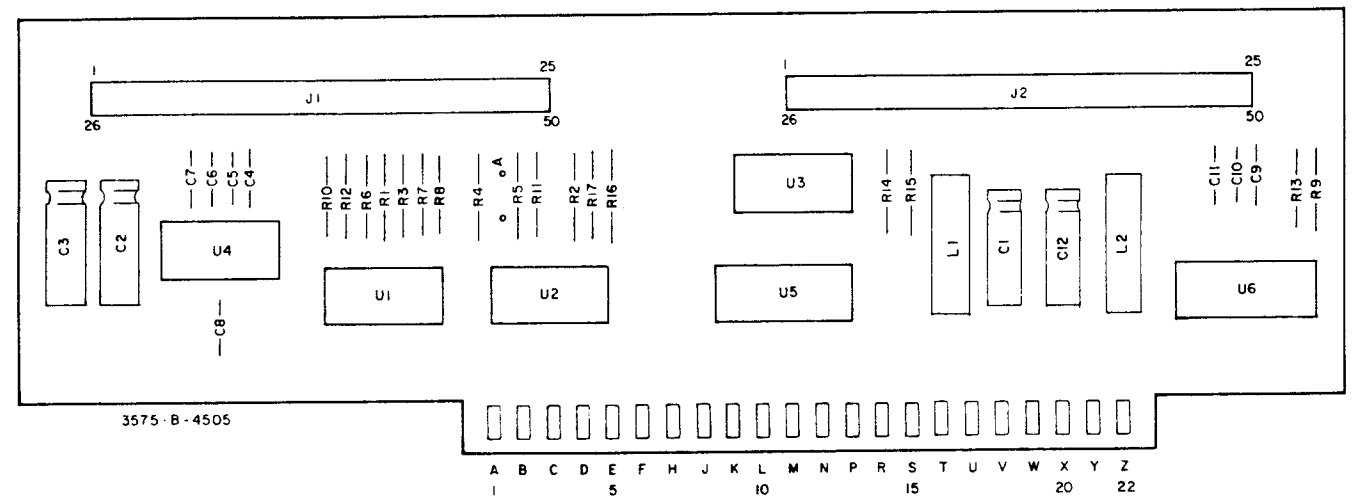 1 25
J1
26 50
1 25
J2
26 50
C7 C6 C5 C4
R10 R12 R6 R1 R3 R7 R8
R4 A R5 R11 R2 R17 R16
U3
R14 R15
C11 C10 C9
R13 R9
C3 C2 U4
L1 C1 C12 L2
U1 U2 U5 U6
C8
3575-B-4505
A B C D E F H J K L M N P R S T U V W X Y Z
1 5 10 15 20 22